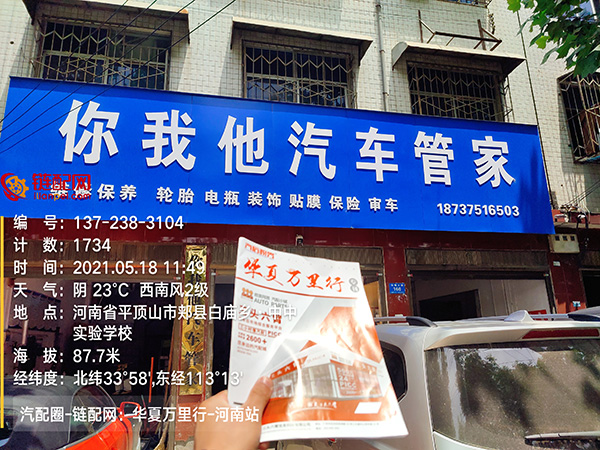 你我他汽车管家
保养 轮胎 电瓶 装饰 贴膜 保险 审车 18737516503
链配网
编 号：137-238-3104
计 数：1734
时 间：2021.05.18 11:49
天 气：阴 23°C 西南风2级
地 点：河南省平顶山市郏县白庙乡
实验学校
海 拔：87.7米
经纬度：北纬33°58',东经113°13'
汽配圈-链配网：-华夏万里行-河南站
华夏万里行
2600+